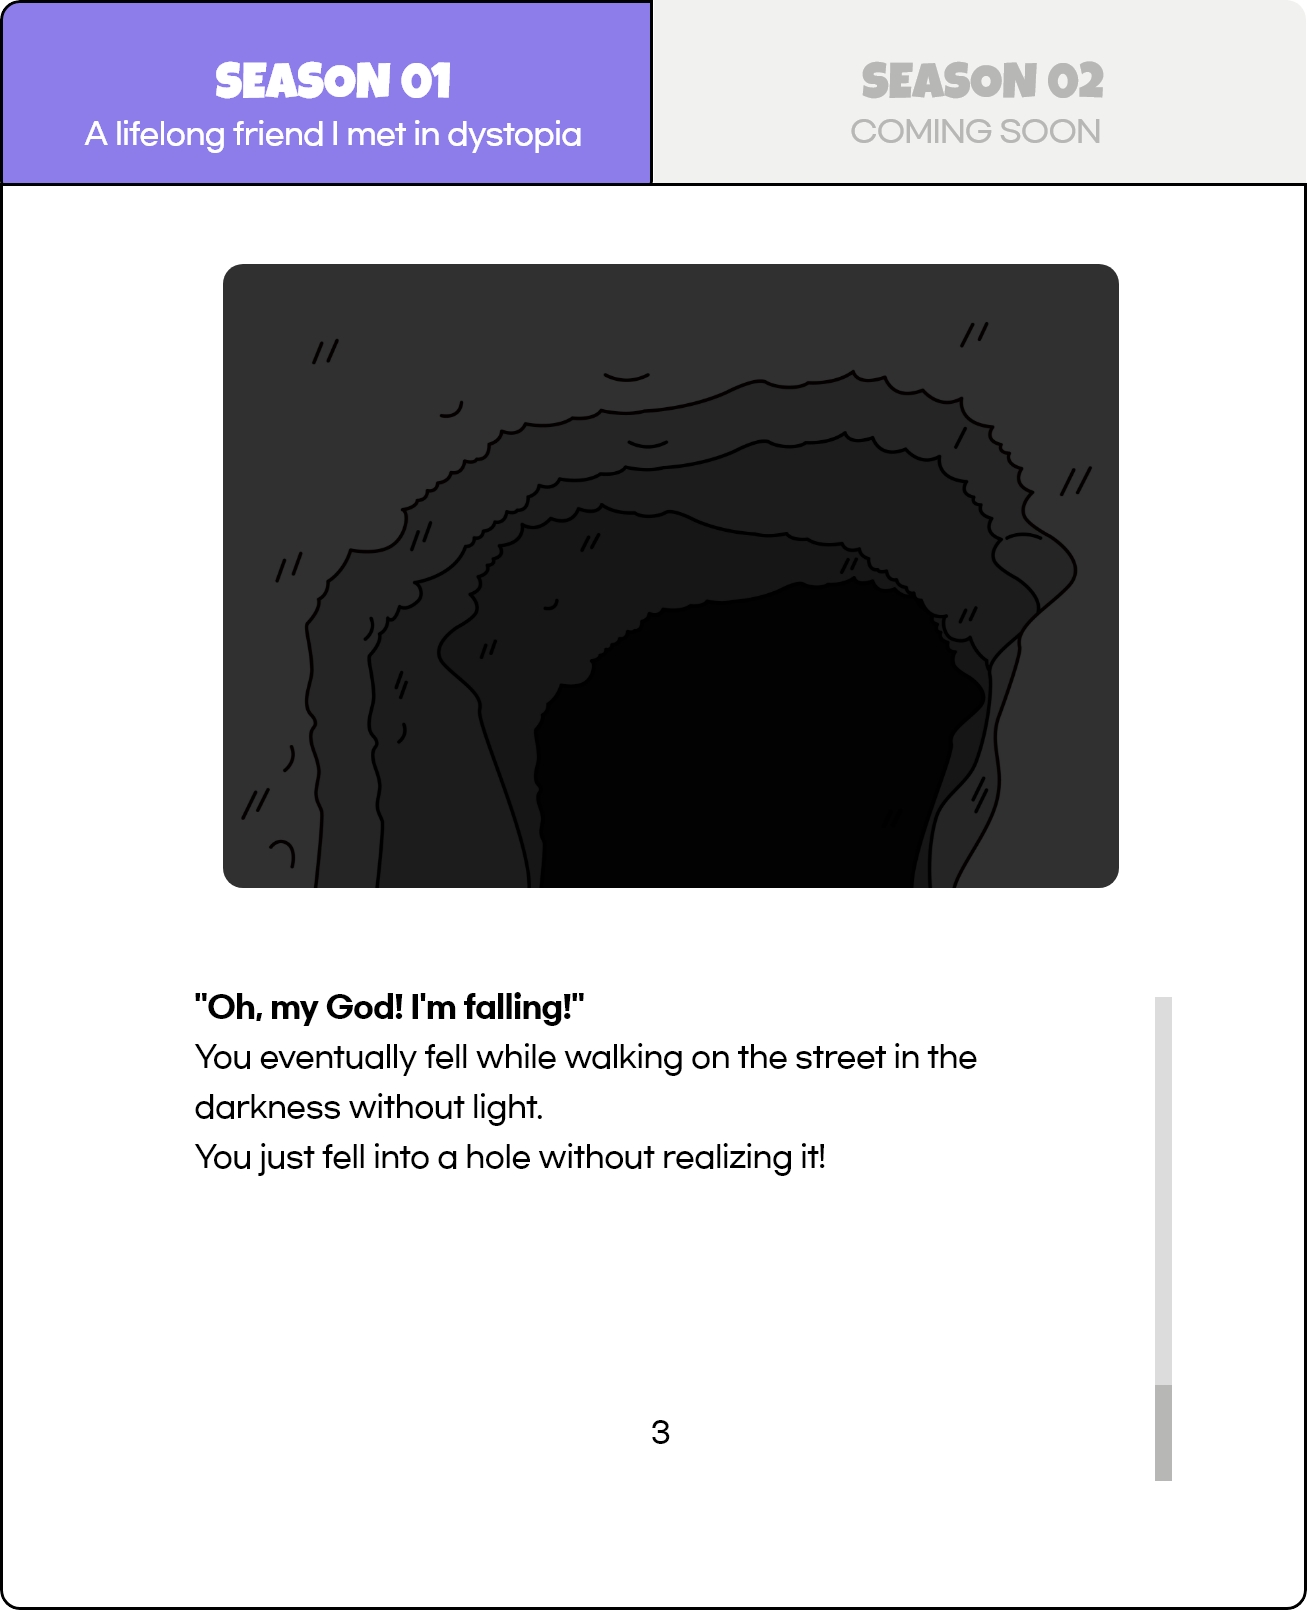 SEASON 01
A lifelong friend I met in dystopia
SEASON 02
COMING SOON
"Oh, my God! I'm falling!"
You eventually fell while walking on the street in the
darkness without light.
You just fell into a hole without realizing it!
3